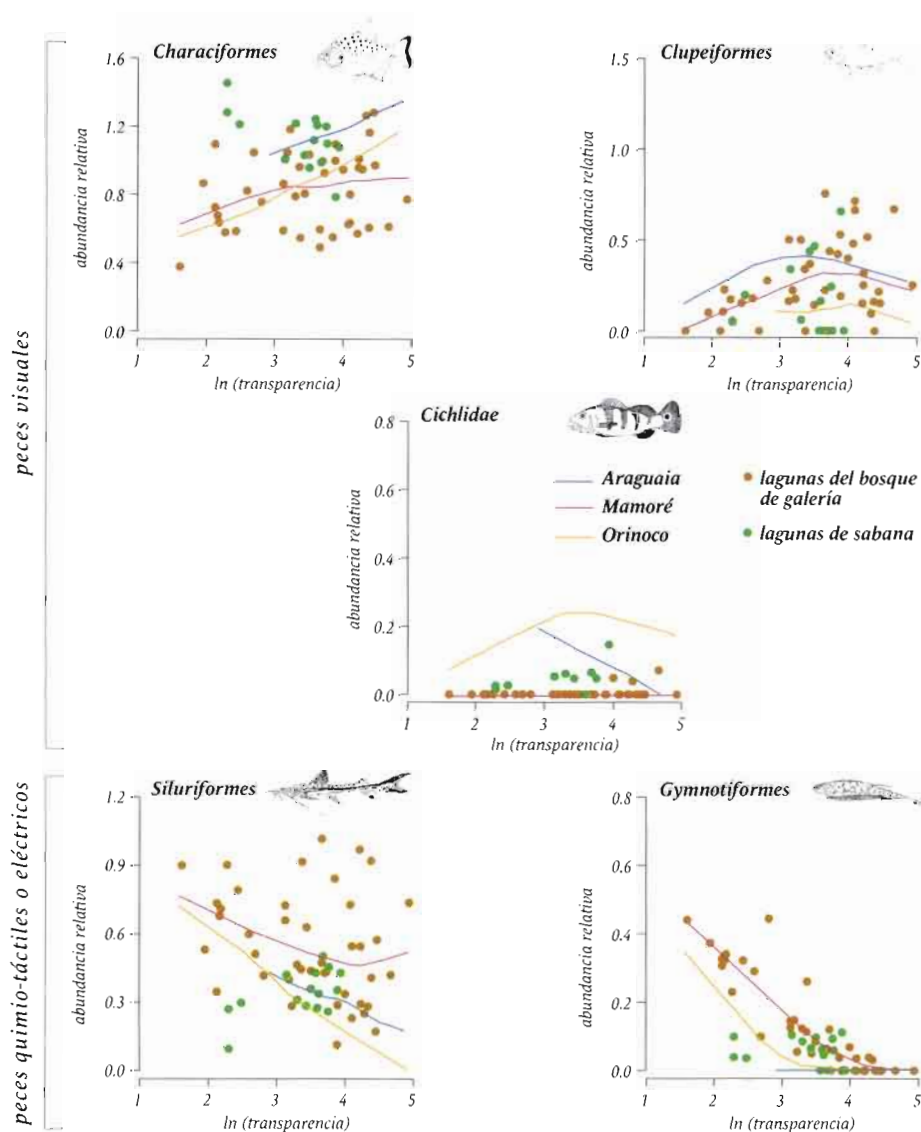 peces visuales
Characiformes
abundancia relativa
1.6
1.2
0.8
0.4
0.0
1 2 3 4 5
ln (transparencia)
Clupeiformes
abundancia relativa
1.5
1.0
0.5
0.0
1 2 3 4 5
ln (transparencia)
Cichlidae
abundancia relativa
0.8
0.6
0.4
0.2
0.0
1 2 3 4 5
ln (transparencia)
Araguaia
Mamoré
Orinoco
lagunas del bosque
de galería
lagunas de sabana
peces quimio-táctiles o eléctricos
Siluriformes
abundancia relativa
1.2
0.9
0.6
0.3
0.0
1 2 3 4 5
ln (transparencia)
Gymnotiformes
abundancia relativa
0.8
0.6
0.4
0.2
0.0
1 2 3 4 5
ln (transparencia)